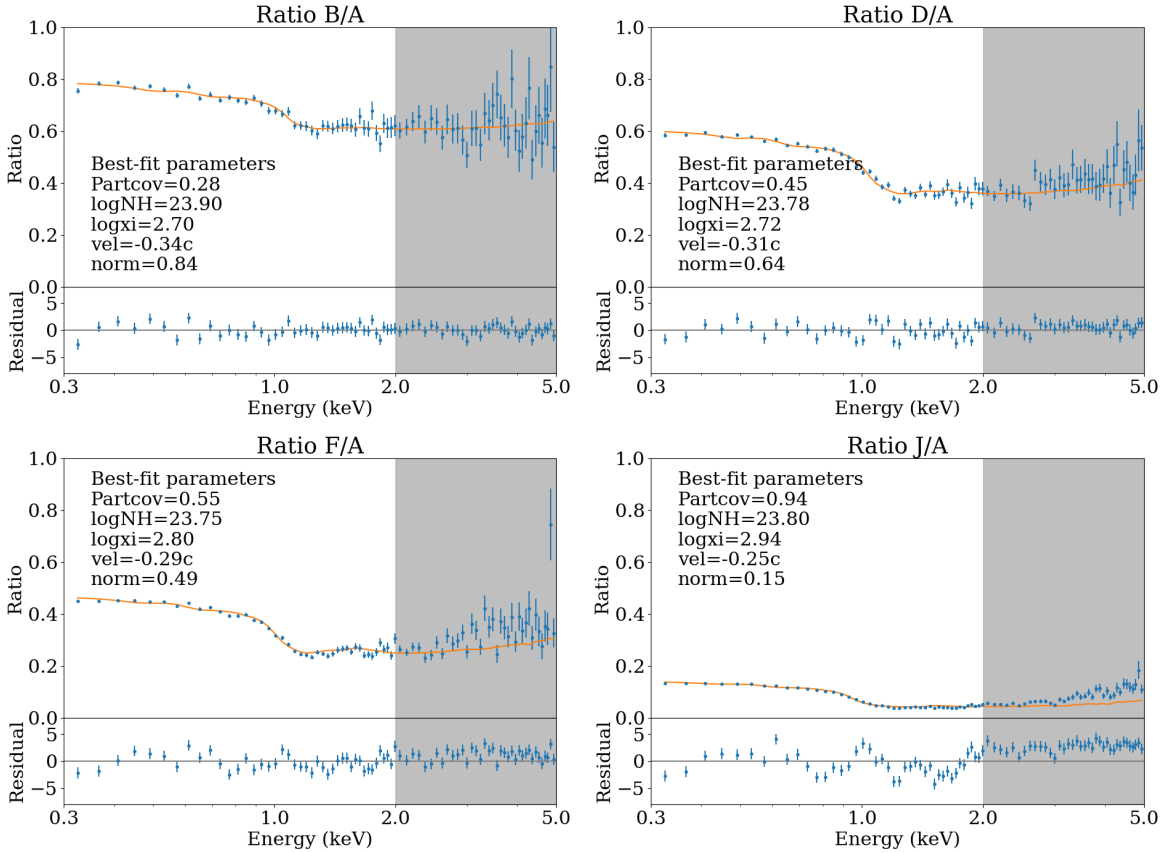 Ratio B/A
1.0
0.8
0.6
0.4
0.2
0.0
Ratio
Best-fit parameters
Partcov=0.28
logNH=23.90
logxi=2.70
vel=-0.34c
norm=0.84
5
0
−5
Residual
0.3
1.0
2.0
5.0
Energy (keV)
Ratio D/A
1.0
0.8
0.6
0.4
0.2
0.0
Ratio
Best-fit parameters
Partcov=0.45
logNH=23.78
logxi=2.72
vel=-0.31c
norm=0.64
5
0
−5
Residual
0.3
1.0
2.0
5.0
Energy (keV)
Ratio F/A
1.0
0.8
0.6
0.4
0.2
0.0
Ratio
Best-fit parameters
Partcov=0.55
logNH=23.75
logxi=2.80
vel=-0.29c
norm=0.49
5
0
−5
Residual
0.3
1.0
2.0
5.0
Energy (keV)
Ratio J/A
1.0
0.8
0.6
0.4
0.2
0.0
Ratio
Best-fit parameters
Partcov=0.94
logNH=23.80
logxi=2.94
vel=-0.25c
norm=0.15
5
0
−5
Residual
0.3
1.0
2.0
5.0
Energy (keV)